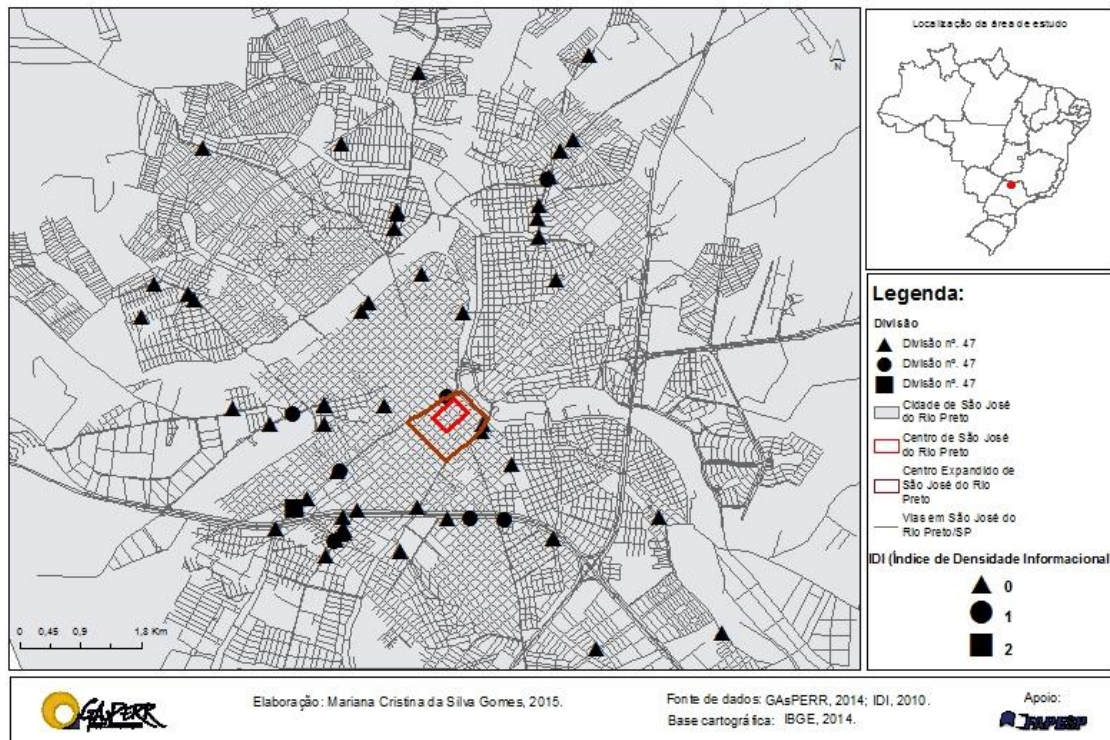 Localização da área de estudo
N
Legenda:
Divisão
Divisão nº. 47
Divisão nº. 47
Divisão nº. 47
Cidade de São José
do Rio Preto
Centro de São José
do Rio Preto
Centro Expandido de
São José do Rio
Preto
Vias em São José do
Rio Preto/SP
IDI (Índice de Densidade Informacional
0
1
2
0 0,45 0,9 1,8 Km
GAsPERR
Elaboração: Mariana Cristina da Silva Gomes, 2015.
Fonte de dados: GAsPERR, 2014; IDI, 2010.
Base cartográfica: IBGE, 2014.
Apoio:
FAPESP